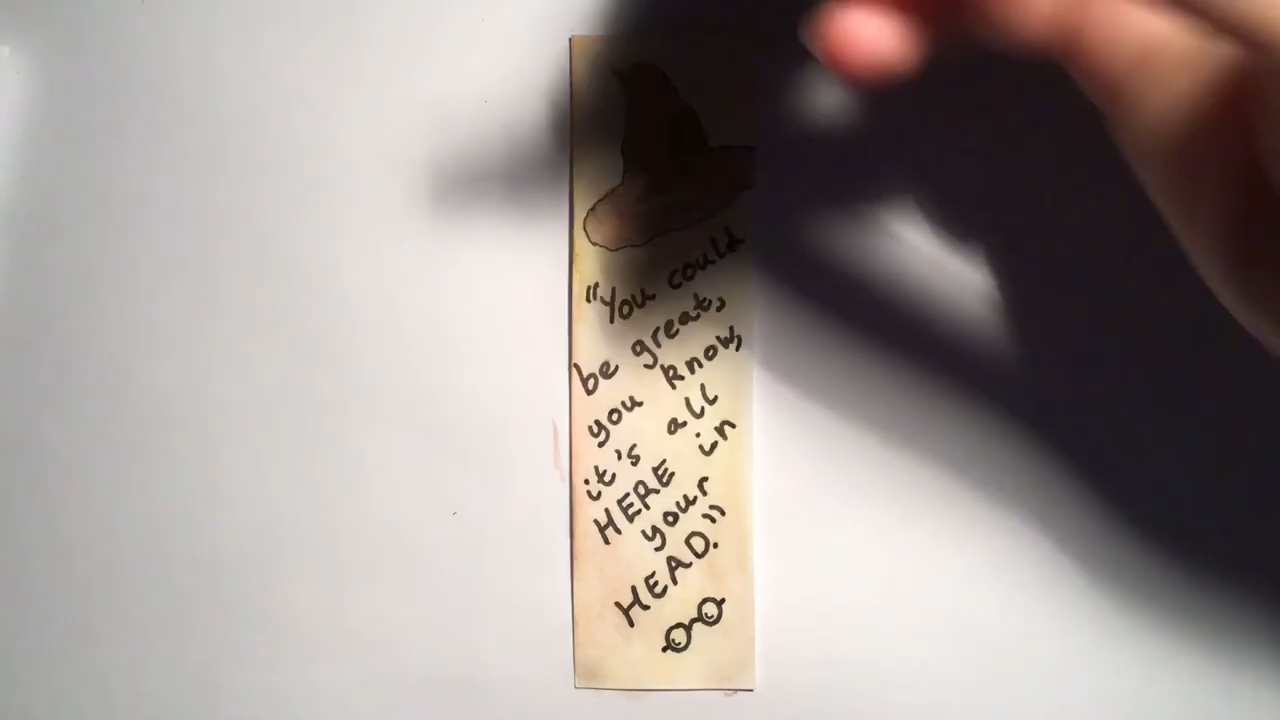 "You could
be great,
you know,
it's all
HERE in
your
HEAD."